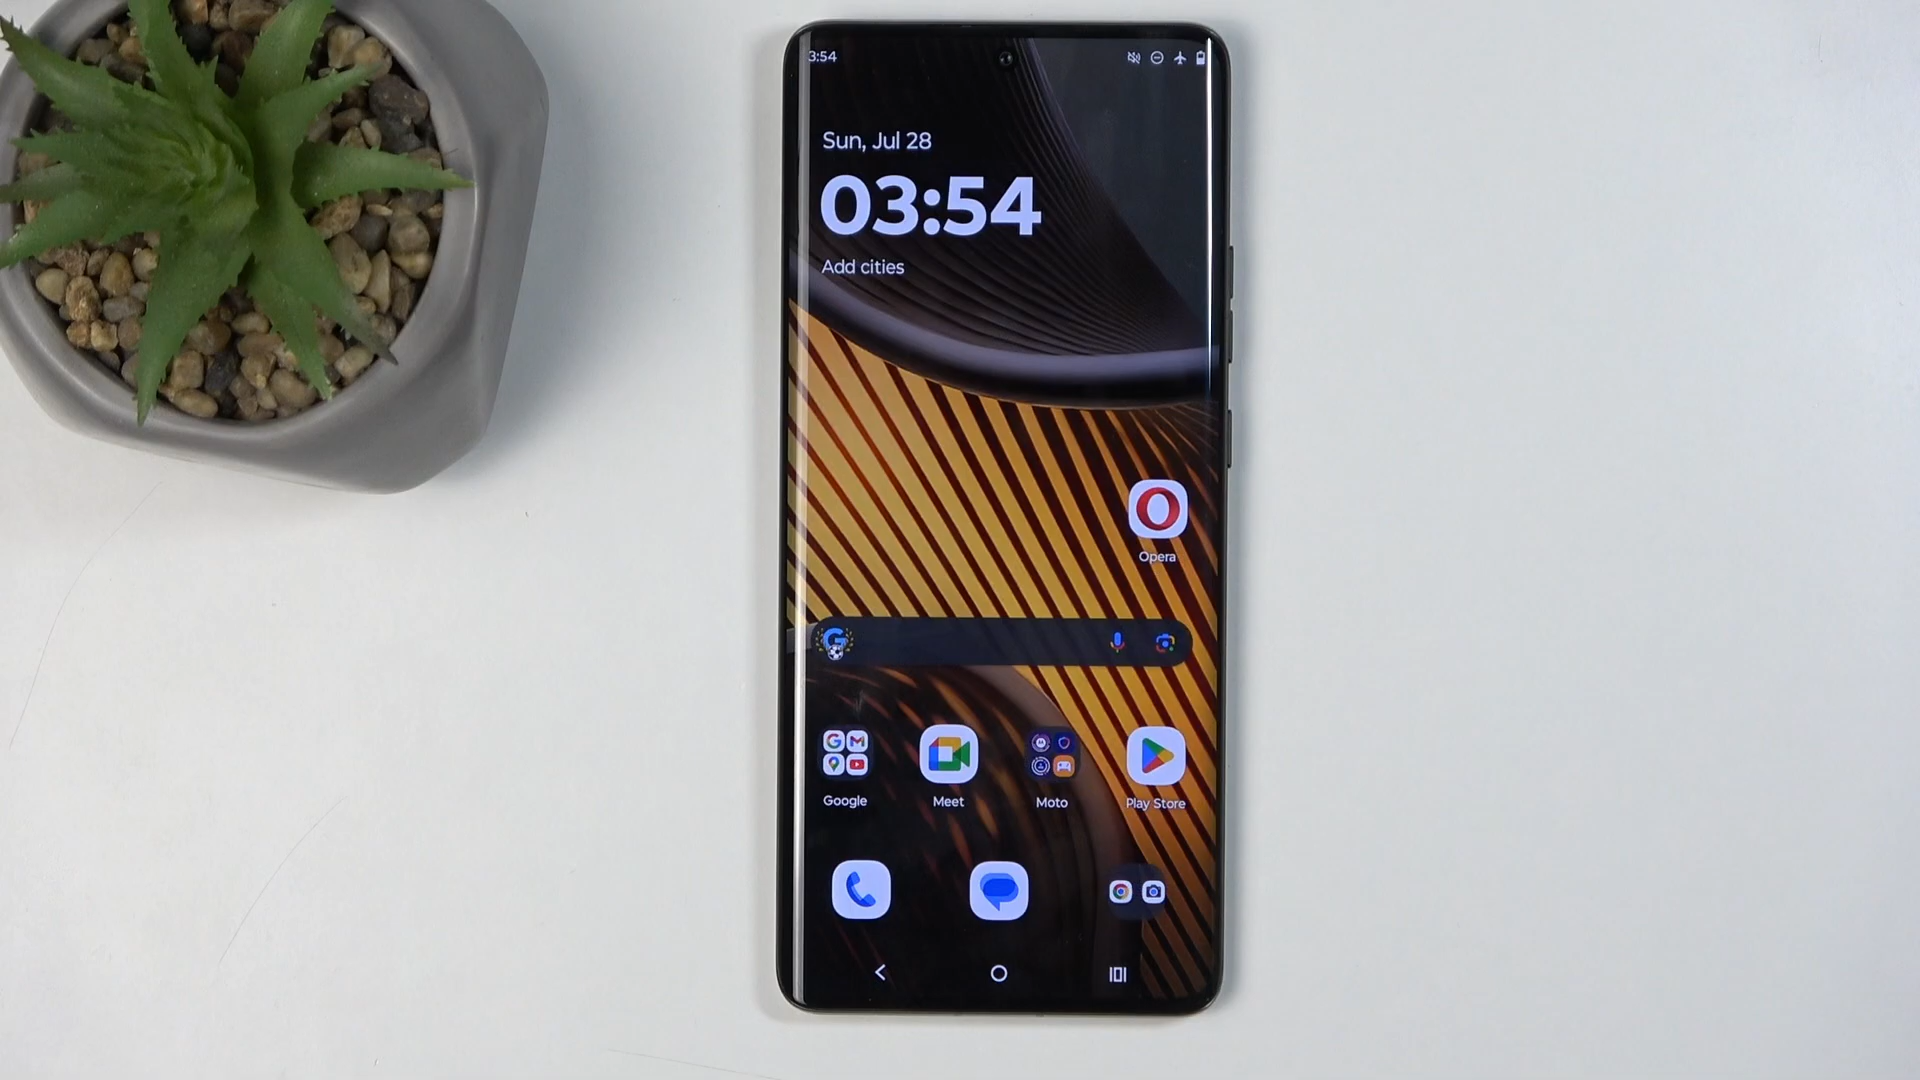 3:54
Sun, Jul 28
03:54
Add cities
Opera
Google
Meet
Moto
Play Store